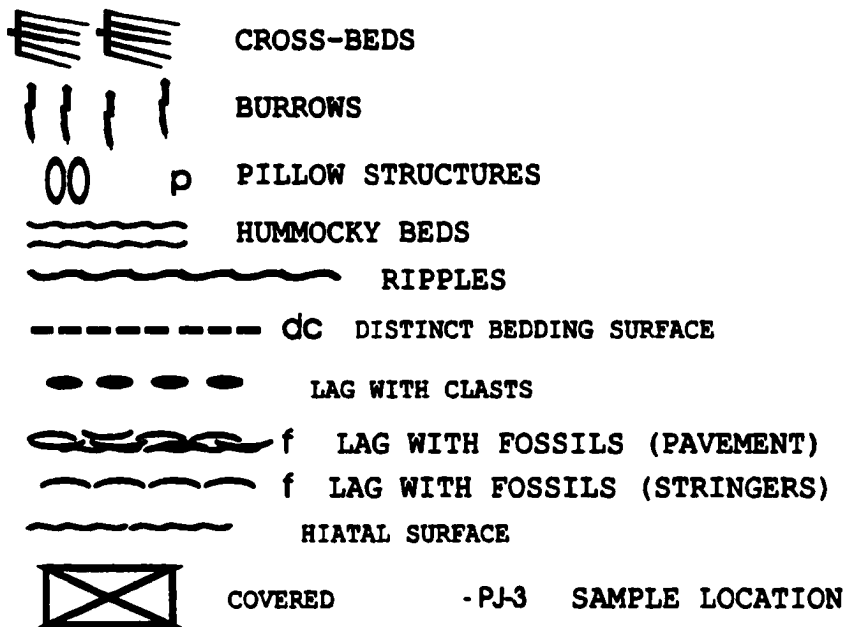 CROSS-BEDS
BURROWS
p PILLOW STRUCTURES
HUMMOCKY BEDS
RIPPLES
dc DISTINCT BEDDING SURFACE
LAG WITH CLASTS
f LAG WITH FOSSILS (PAVEMENT)
f LAG WITH FOSSILS (STRINGERS)
HIATAL SURFACE
COVERED - PJ-3 SAMPLE LOCATION